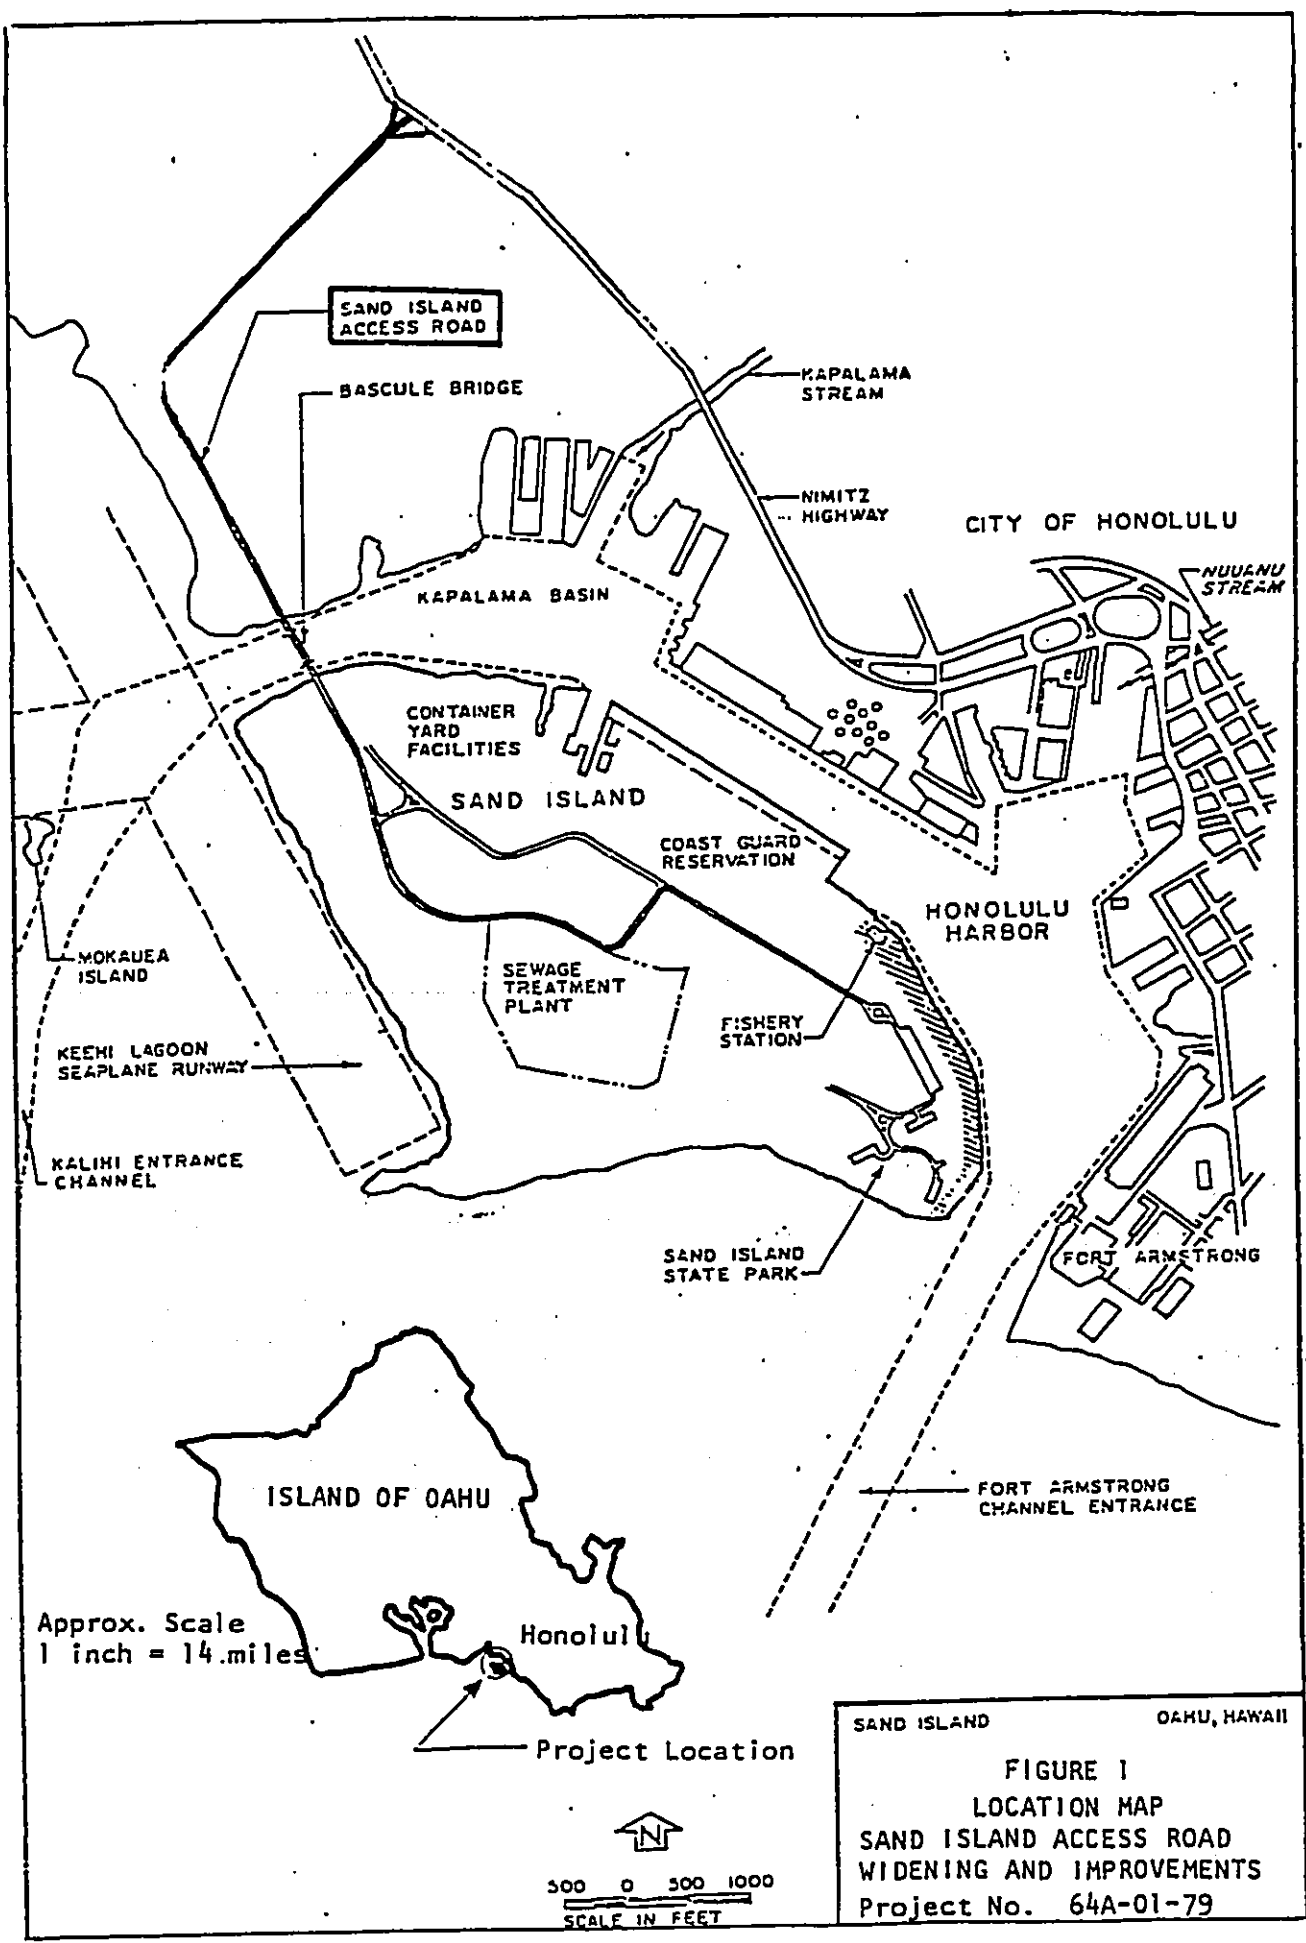 SAND ISLAND
ACCESS ROAD
BASCULE BRIDGE
KAPALAMA
STREAM
NIMITZ
HIGHWAY
CITY OF HONOLULU
NUUANU
STREAM
KAPALAMA BASIN
CONTAINER
YARD
FACILITIES
SAND ISLAND
COAST GUARD
RESERVATION
HONOLULU
HARBOR
MOKAUEA
ISLAND
SEWAGE
TREATMENT
PLANT
FISHERY
STATION
KEEHI LAGOON
SEAPLANE RUNWAY
KALIHI ENTRANCE
CHANNEL
SAND ISLAND
STATE PARK
FORT ARMSTRONG
ISLAND OF OAHU
FORT ARMSTRONG
CHANNEL ENTRANCE
Approx. Scale
1 inch = 14.miles
Honolulu
Project Location
N
500 0 500 1000
SCALE IN FEET
SAND ISLAND OAHU, HAWAII
FIGURE 1
LOCATION MAP
SAND ISLAND ACCESS ROAD
WIDENING AND IMPROVEMENTS
Project No. 64A-01-79